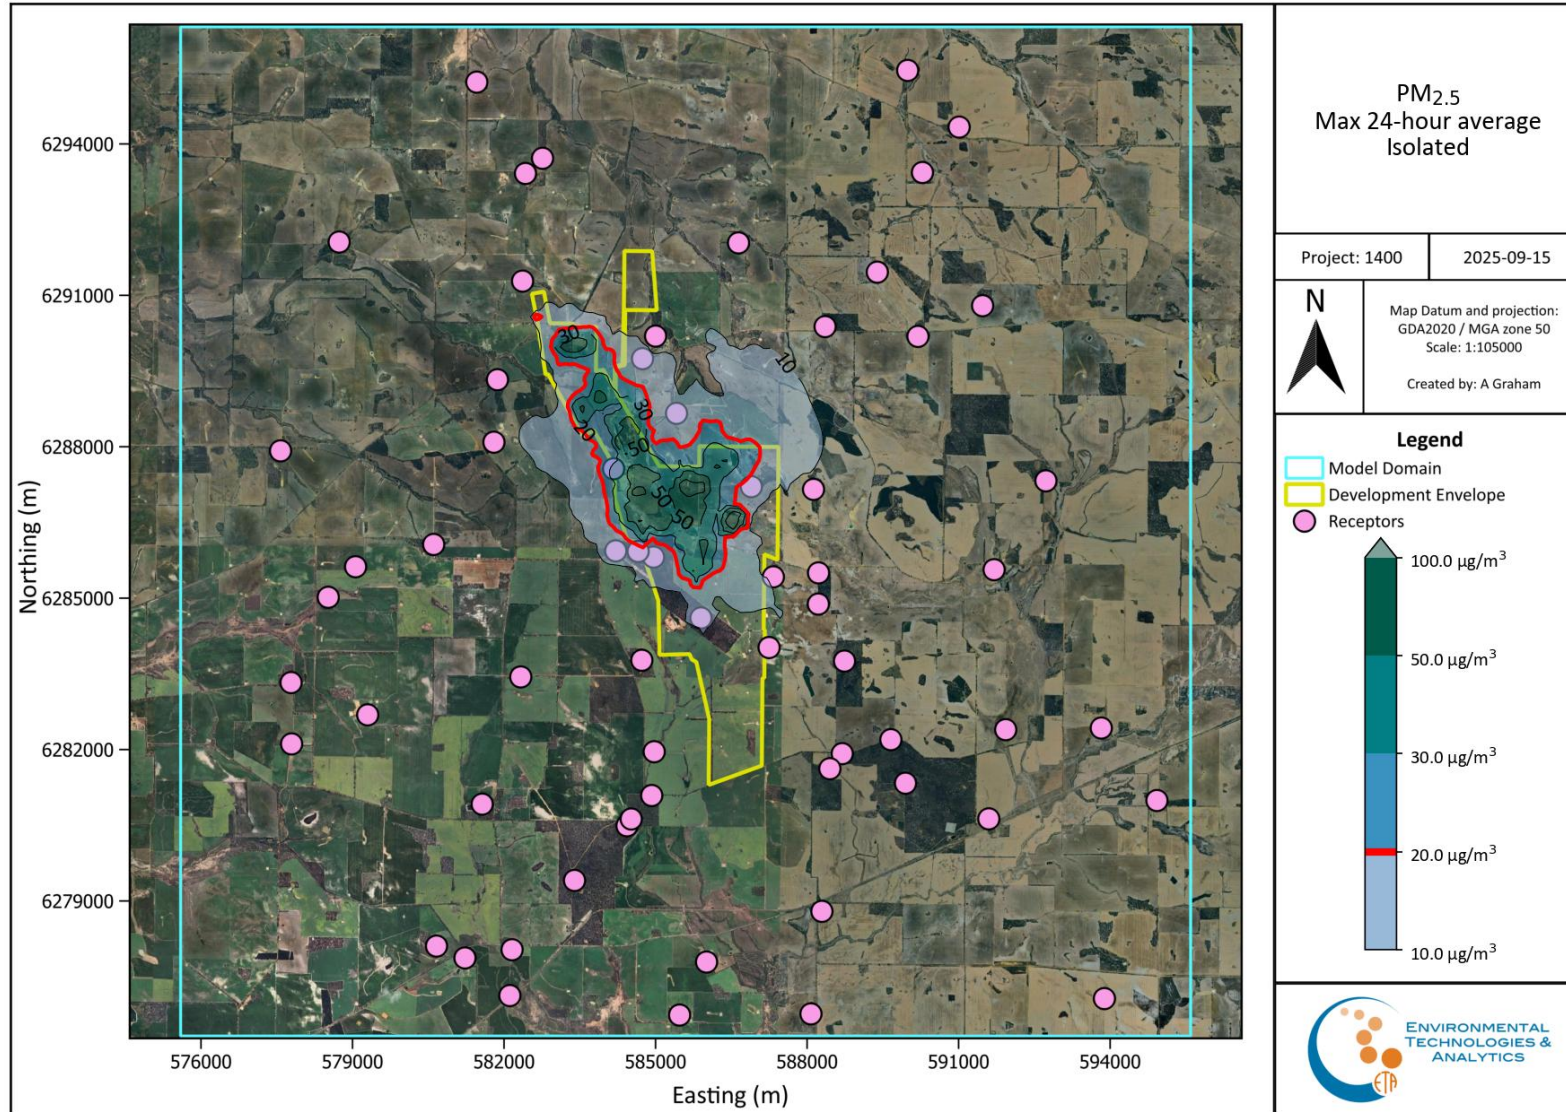 PM2.5
Max 24-hour average
Isolated
Project: 1400
2025-09-15
N
Map Datum and projection:
GDA2020 / MGA zone 50
Scale: 1:105000
Created by: A Graham
Legend
Model Domain
Development Envelope
Receptors
100.0 µg/m³
50.0 µg/m³
30.0 µg/m³
20.0 µg/m³
10.0 µg/m³
ENVIRONMENTAL
TECHNOLOGIES &
ANALYTICS
ETA
Northing (m)
6294000
6291000
6288000
6285000
6282000
6279000
576000
579000
582000
585000
588000
591000
594000
Easting (m)
30
10
30
20
50
50
50